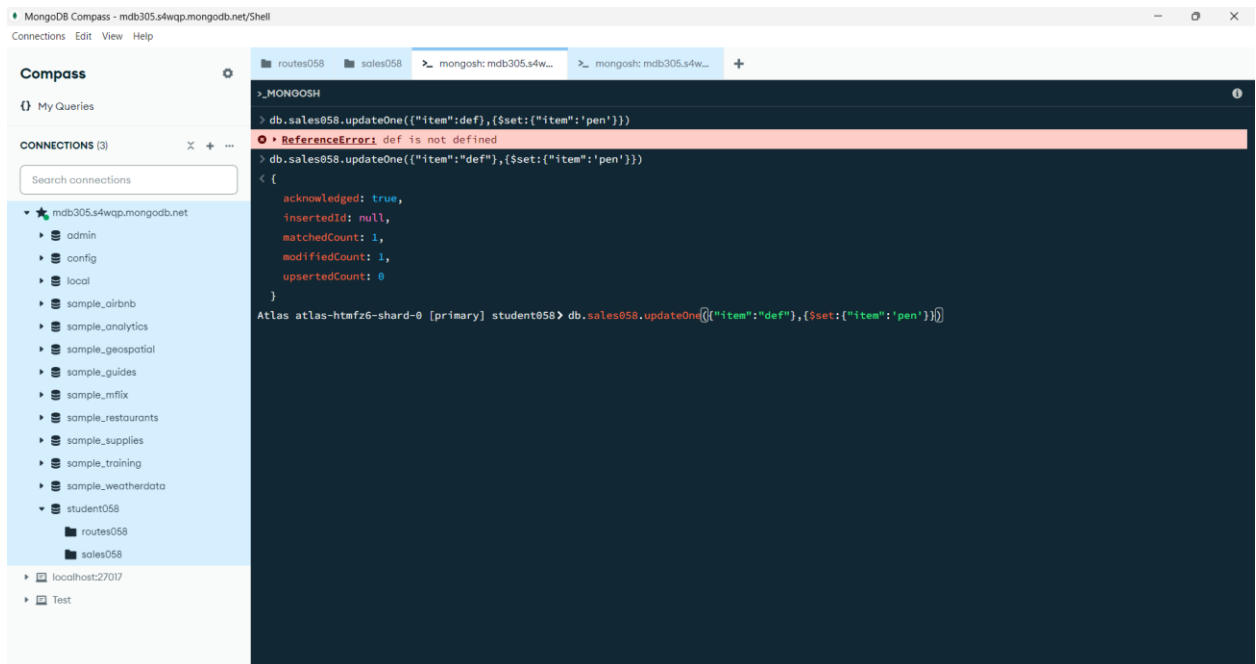 MongoDB Compass - mdb305.s4wqp.mongodb.net/Shell
Connections Edit View Help
Compass
{} My Queries
CONNECTIONS (3)
Search connections
mdb305.s4wqp.mongodb.net
admin
config
local
sample_airbnb
sample_analytics
sample_geospatial
sample_guides
sample_mflix
sample_restaurants
sample_supplies
sample_training
sample_weatherdata
student058
routes058
sales058
localhost:27017
Test
routes058 sales058 >_ mongosh: mdb305.s4w... >_ mongosh: mdb305.s4w... +
>_MONGOSH
> db.sales058.updateOne({"item":def},{$set:{"item":'pen'}})
ReferenceError: def is not defined
> db.sales058.updateOne({"item":"def"},{$set:{"item":'pen'}})
< {
acknowledged: true,
insertedId: null,
matchedCount: 1,
modifiedCount: 1,
upsertedCount: 0
}
Atlas atlas-htmfz6-shard-0 [primary] student058> db.sales058.updateOne({"item":"def"},{$set:{"item":'pen'}})